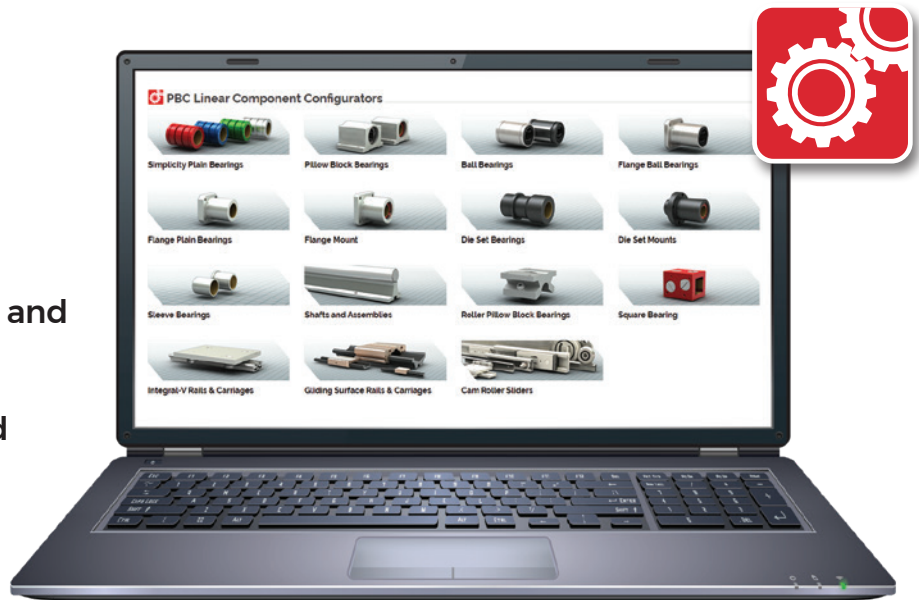 PBC Linear Component Configurators
Simplicity Plain Bearings
Pillow Block Bearings
Ball Bearings
Flange Ball Bearings
Flange Plain Bearings
Flange Mount
Die Set Bearings
Die Set Mounts
and
Sleeve Bearings
Shafts and Assemblies
Roller Pillow Block Bearings
Square Bearing
Integral-V Rails & Carriages
Gliding Surface Rails & Carriages
Cam Roller Sliders